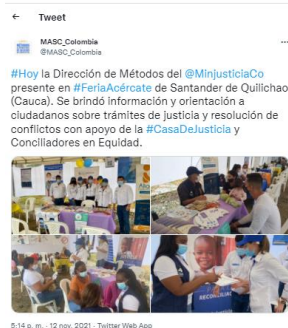 ← Tweet
MASC_Colombia
@MASC_Colombia
#Hoy la Dirección de Métodos del @MinjusticiaCo
presente en #FeriaAcércate de Santander de Quilichao
(Cauca). Se brindó información y orientación a
ciudadanos sobre trámites de justicia y resolución de
conflictos con apoyo de la #CasaDeJusticia y
Conciliadores en Equidad.
5:14 p. m. · 12 nov. 2021 · Twitter Web App